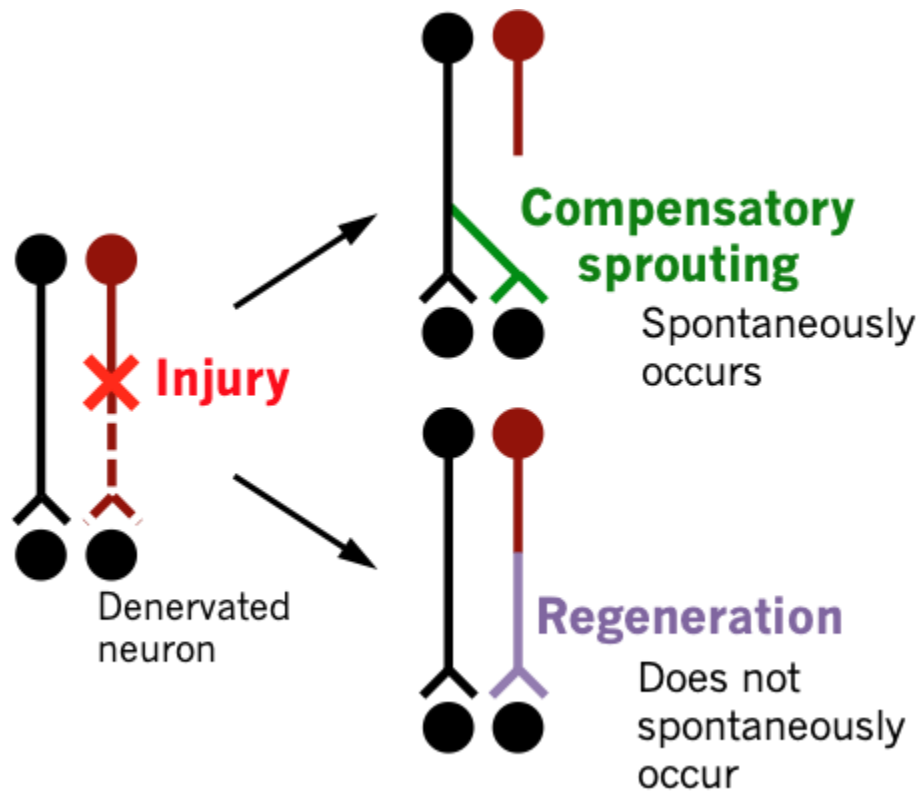 Injury
Denervated
neuron
Compensatory
sprouting
Spontaneously
occurs
Regeneration
Does not
spontaneously
occur